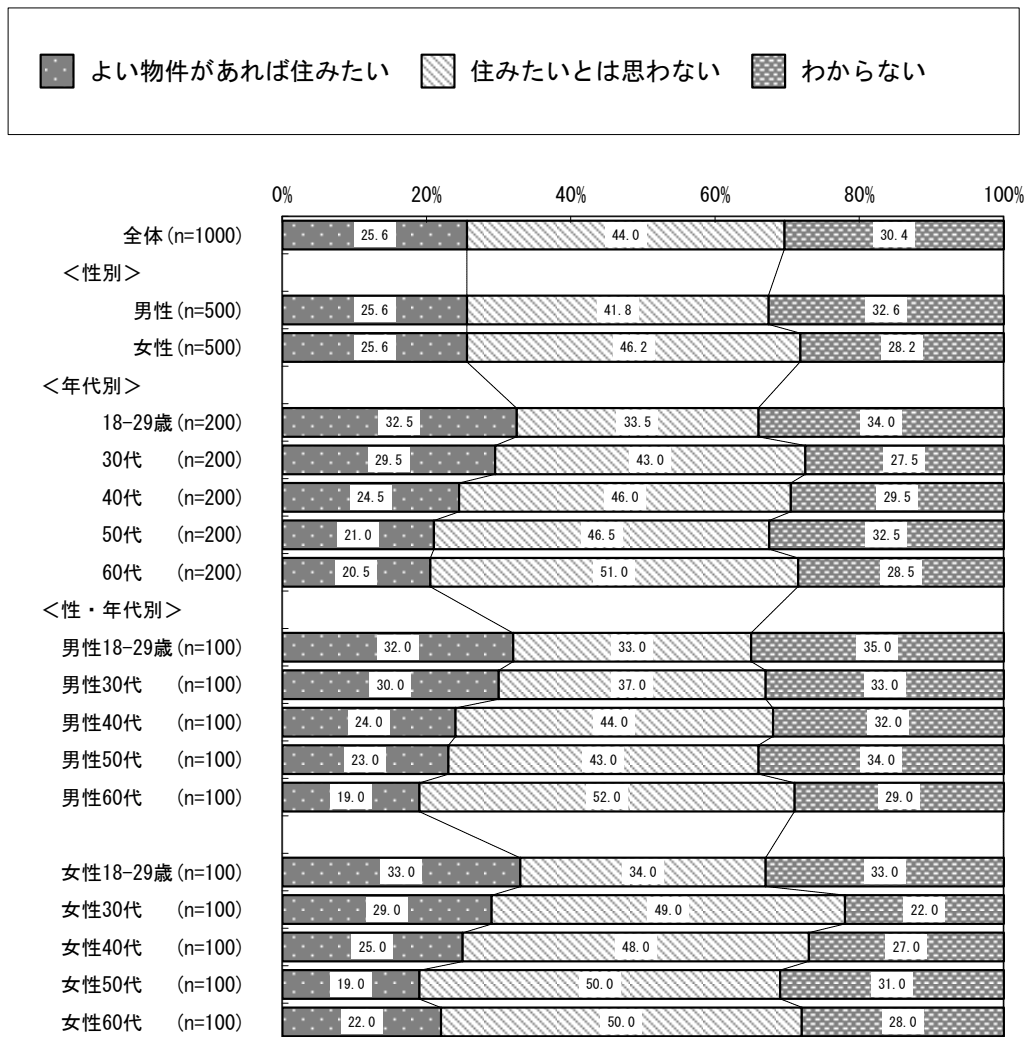 よい物件があれば住みたい 住みたいとは思わない わからない
0% 20% 40% 60% 80% 100%
全体(n=1000) 25.6 44.0 30.4
＜性別＞
男性(n=500) 25.6 41.8 32.6
女性(n=500) 25.6 46.2 28.2
＜年代別＞
18-29歳(n=200) 32.5 33.5 34.0
30代 (n=200) 29.5 43.0 27.5
40代 (n=200) 24.5 46.0 29.5
50代 (n=200) 21.0 46.5 32.5
60代 (n=200) 20.5 51.0 28.5
＜性・年代別＞
男性18-29歳(n=100) 32.0 33.0 35.0
男性30代 (n=100) 30.0 37.0 33.0
男性40代 (n=100) 24.0 44.0 32.0
男性50代 (n=100) 23.0 43.0 34.0
男性60代 (n=100) 19.0 52.0 29.0
女性18-29歳(n=100) 33.0 34.0 33.0
女性30代 (n=100) 29.0 49.0 22.0
女性40代 (n=100) 25.0 48.0 27.0
女性50代 (n=100) 19.0 50.0 31.0
女性60代 (n=100) 22.0 50.0 28.0